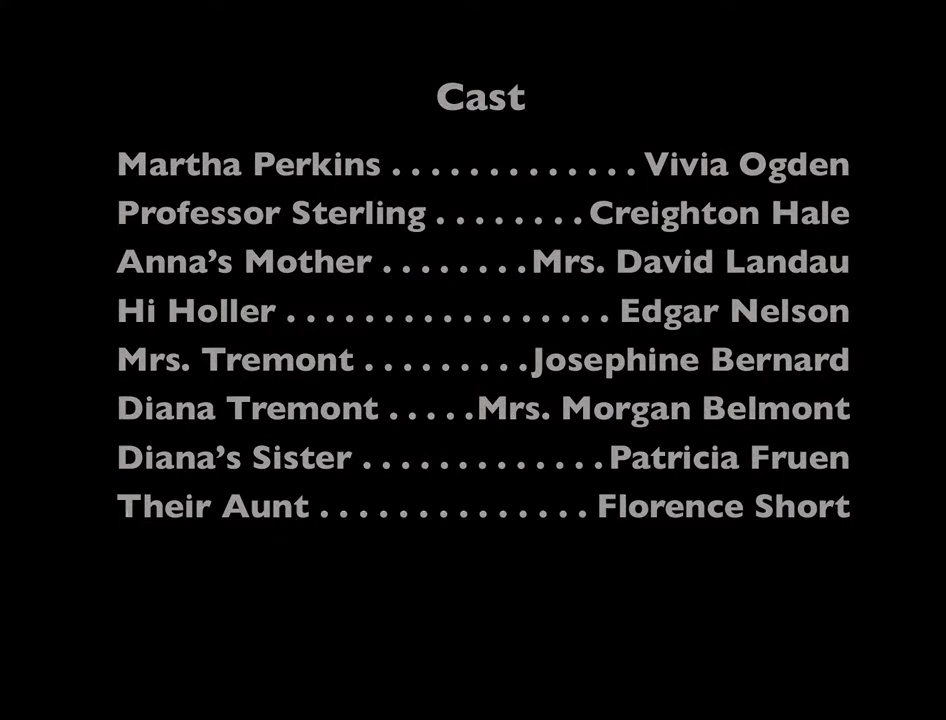 Cast
Martha Perkins . . . . . . . . . . . . . Vivia Ogden
Professor Sterling . . . . . . . . Creighton Hale
Anna’s Mother . . . . . . . . Mrs. David Landau
Hi Holler . . . . . . . . . . . . . . . . . Edgar Nelson
Mrs. Tremont . . . . . . . . . Josephine Bernard
Diana Tremont . . . . . Mrs. Morgan Belmont
Diana’s Sister . . . . . . . . . . . . . Patricia Fruen
Their Aunt . . . . . . . . . . . . . . Florence Short